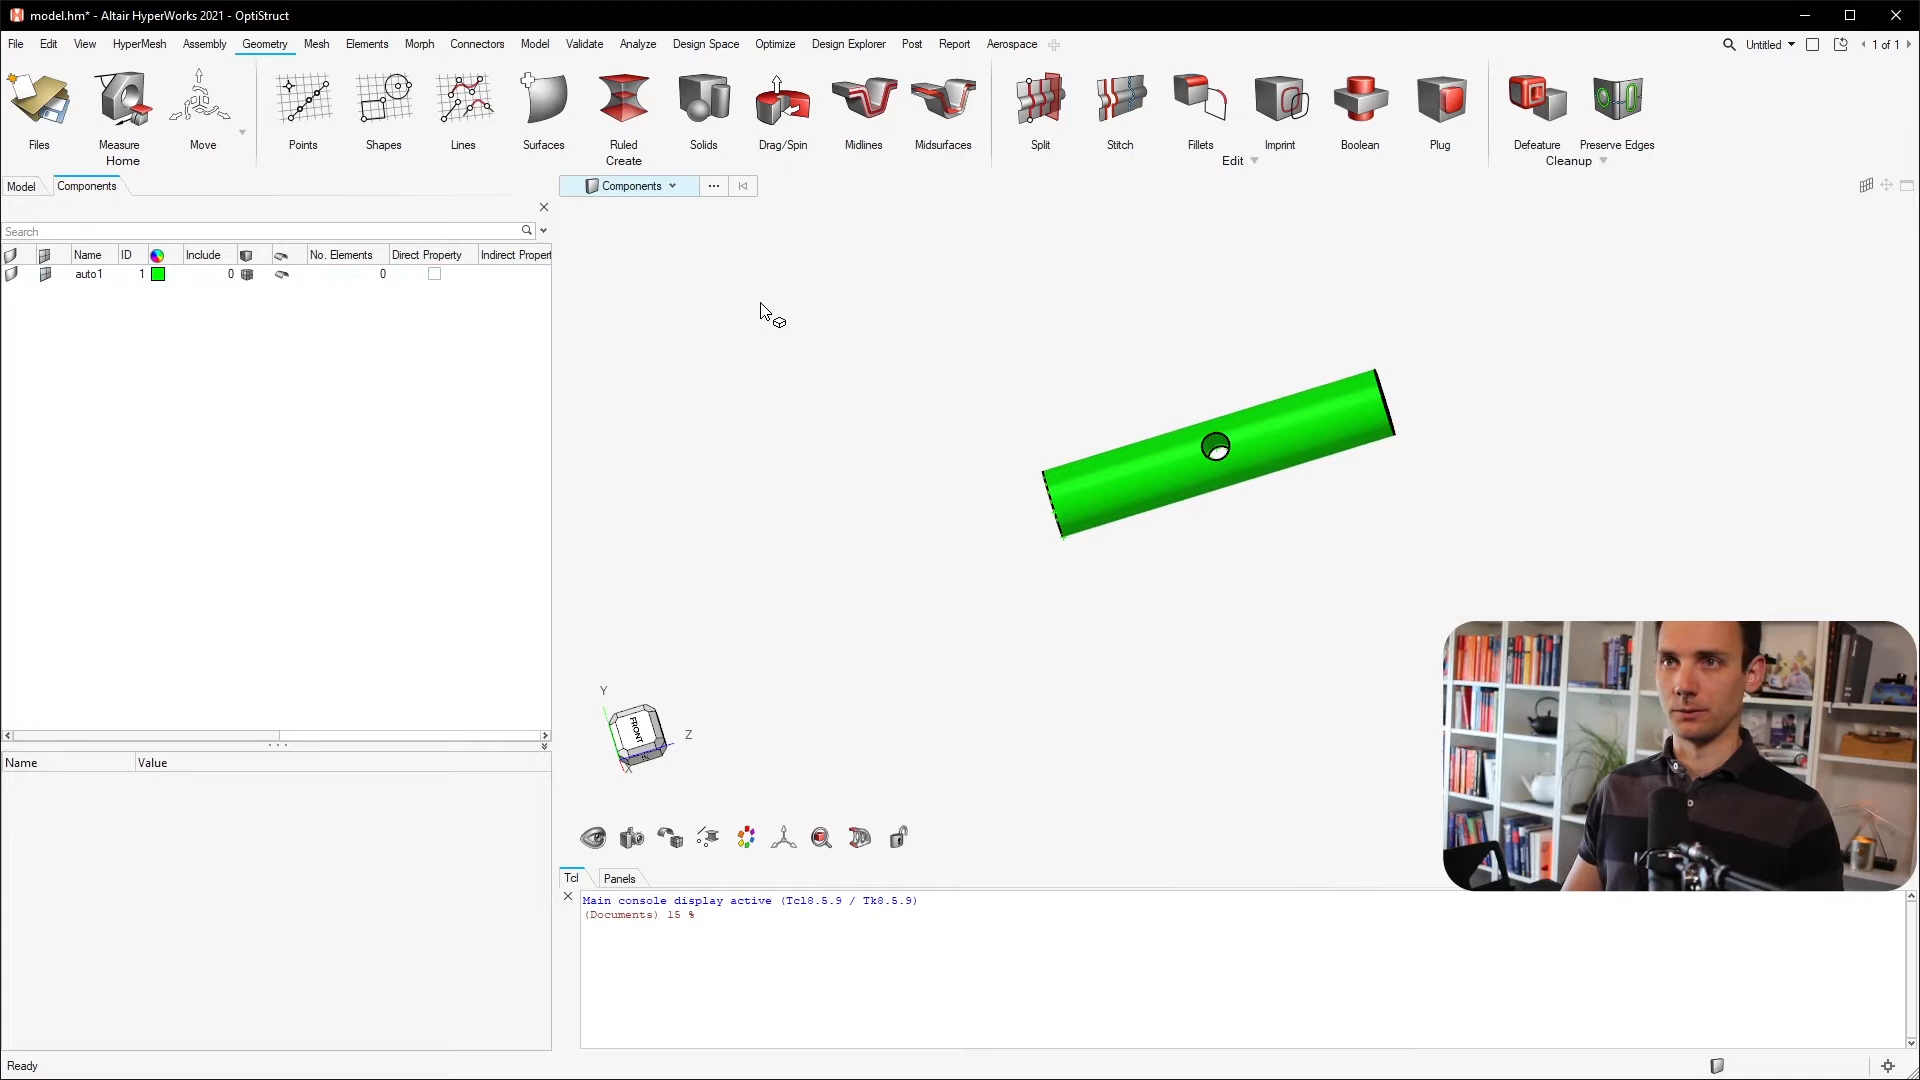 model.hm* - Altair HyperWorks 2021 - OptiStruct
File Edit View HyperMesh Assembly Geometry Mesh Elements Morph Connectors Model Validate Analyze Design Space Optimize Design Explorer Post Report Aerospace Untitled 1 of 1
Files Measure Move Points Shapes Lines Surfaces Ruled Solids Drag/Spin Midlines Midsurfaces Split Stitch Fillets Imprint Boolean Plug Defeature Preserve Edges
Home Create Edit Cleanup
Model Components
Components
Search
Name ID Include No. Elements Direct Property Indirect Propert
auto1 1 0 0
FRONT
Y
Z
X
Name Value
Tcl Panels
Main console display active (Tcl8.5.9 / Tk8.5.9)
(Documents) 15 %
Ready